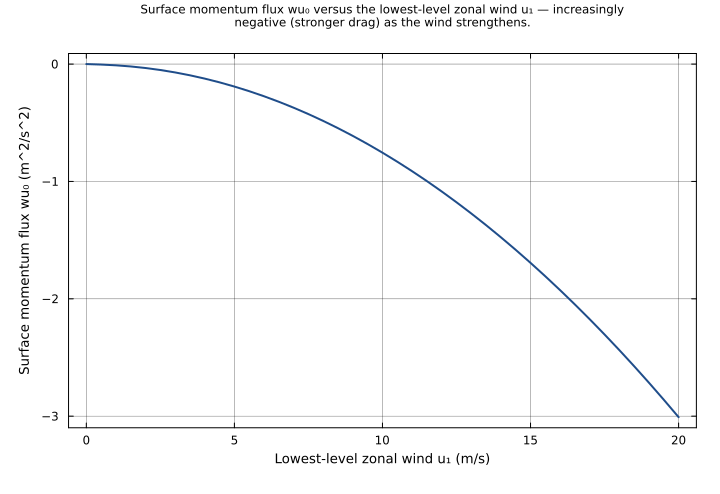 Surface momentum flux wu₀ versus the lowest-level zonal wind u₁ — increasingly
negative (stronger drag) as the wind strengthens.
Surface momentum flux wu₀ (m^2/s^2)
0
−1
−2
−3
0
5
10
15
20
Lowest-level zonal wind u₁ (m/s)